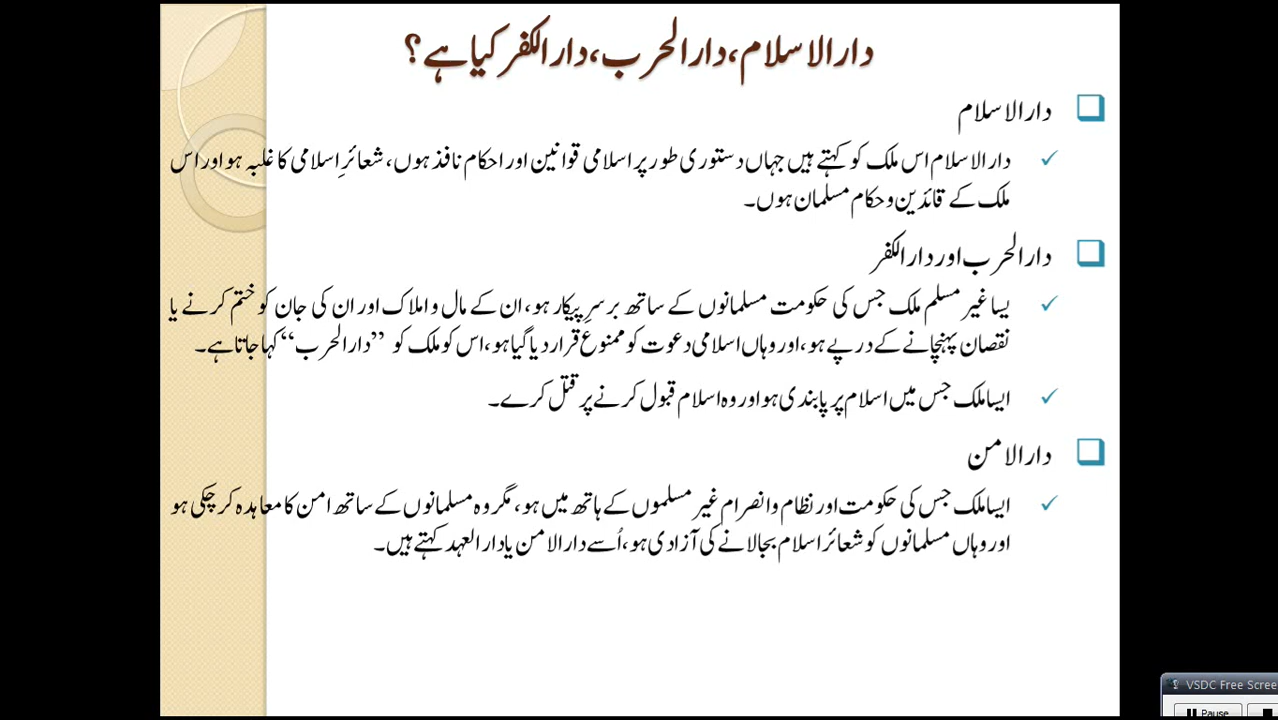 دارالاسلام،دارالحرب،دارالکفر کیا ہے؟
دارالاسلام
دارالاسلام اس ملک کو کہتے ہیں جہاں دستوری طور پر اسلامی قوانین اور احکام نافذ ہوں، شعائرِ اسلامی کا غلبہ ہو اور اس
ملک کے قائدین و حکام مسلمان ہوں۔
دارالحرب اور دارالکفر
یسا غیر مسلم ملک جس کی حکومت مسلمانوں کے ساتھ برسرِ پیکار ہو، ان کے مال و املاک اور ان کی جان کو ختم کرنے یا
نقصان پہنچانے کے درپے ہو، اور وہاں اسلامی دعوت کو ممنوع قرار دیا گیا ہو، اس کو ملک کو ”دارالحرب“ کہا جاتا ہے۔
ایسا ملک جس میں اسلام پر پابندی ہو اور وہ اسلام قبول کرنے پر قتل کرے۔
دارالامن
ایسا ملک جس کی حکومت اور نظام و انصرام غیر مسلموں کے ہاتھ میں ہو، مگر وہ مسلمانوں کے ساتھ امن کا معاہدہ کر چکی ہو
اور وہاں مسلمانوں کو شعائر اسلام بجا لانے کی آزادی ہو، اُسے دارالامن یا دارالعہد کہتے ہیں۔
VSDC Free Scree
Pause